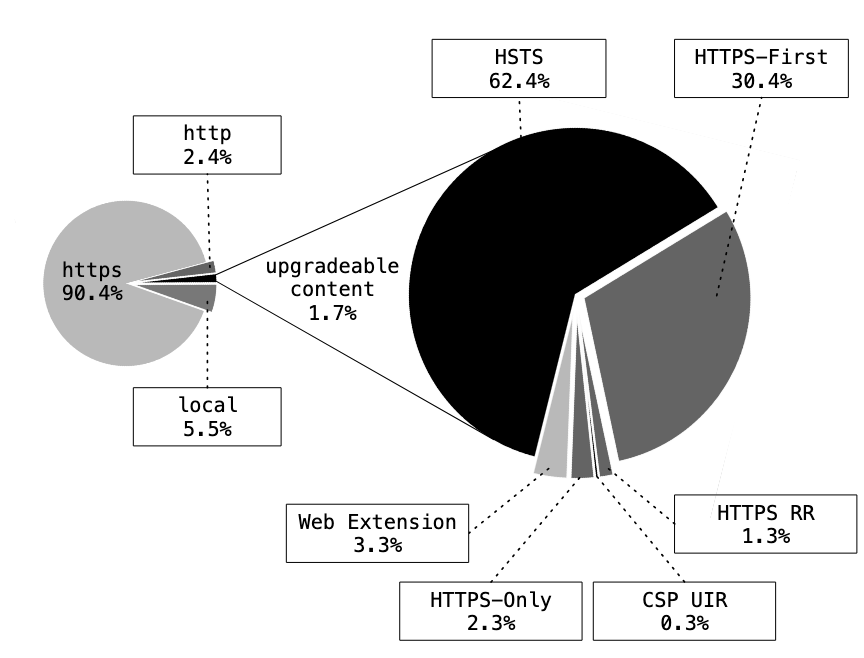 HSTS
62.4%
HTTPS-First
30.4%
http
2.4%
https
90.4%
upgradeable
content
1.7%
local
5.5%
Web Extension
3.3%
HTTPS RR
1.3%
HTTPS-Only
2.3%
CSP UIR
0.3%